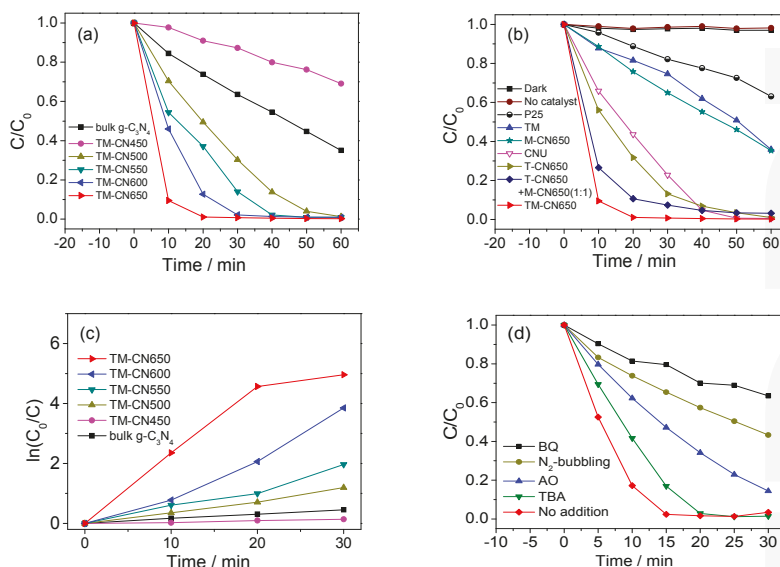 (a)
C/C₀
1.0
0.8
0.6
0.4
0.2
0.0
bulk g-C₃N₄
TM-CN450
TM-CN500
TM-CN550
TM-CN600
TM-CN650
-20 -10 0 10 20 30 40 50 60
Time / min
(b)
C/C₀
1.0
0.8
0.6
0.4
0.2
0.0
Dark
No catalyst
P25
TM
M-CN650
CNU
T-CN650
T-CN650
+M-CN650(1:1)
TM-CN650
-20 -10 0 10 20 30 40 50 60
Time / min
(c)
ln(C₀/C)
6
4
2
0
TM-CN650
TM-CN600
TM-CN550
TM-CN500
TM-CN450
bulk g-C₃N₄
0 10 20 30
Time / min
(d)
C/C₀
1.0
0.8
0.6
0.4
0.2
0.0
BQ
N₂-bubbling
AO
TBA
No addition
-10 -5 0 5 10 15 20 25 30
Time / min